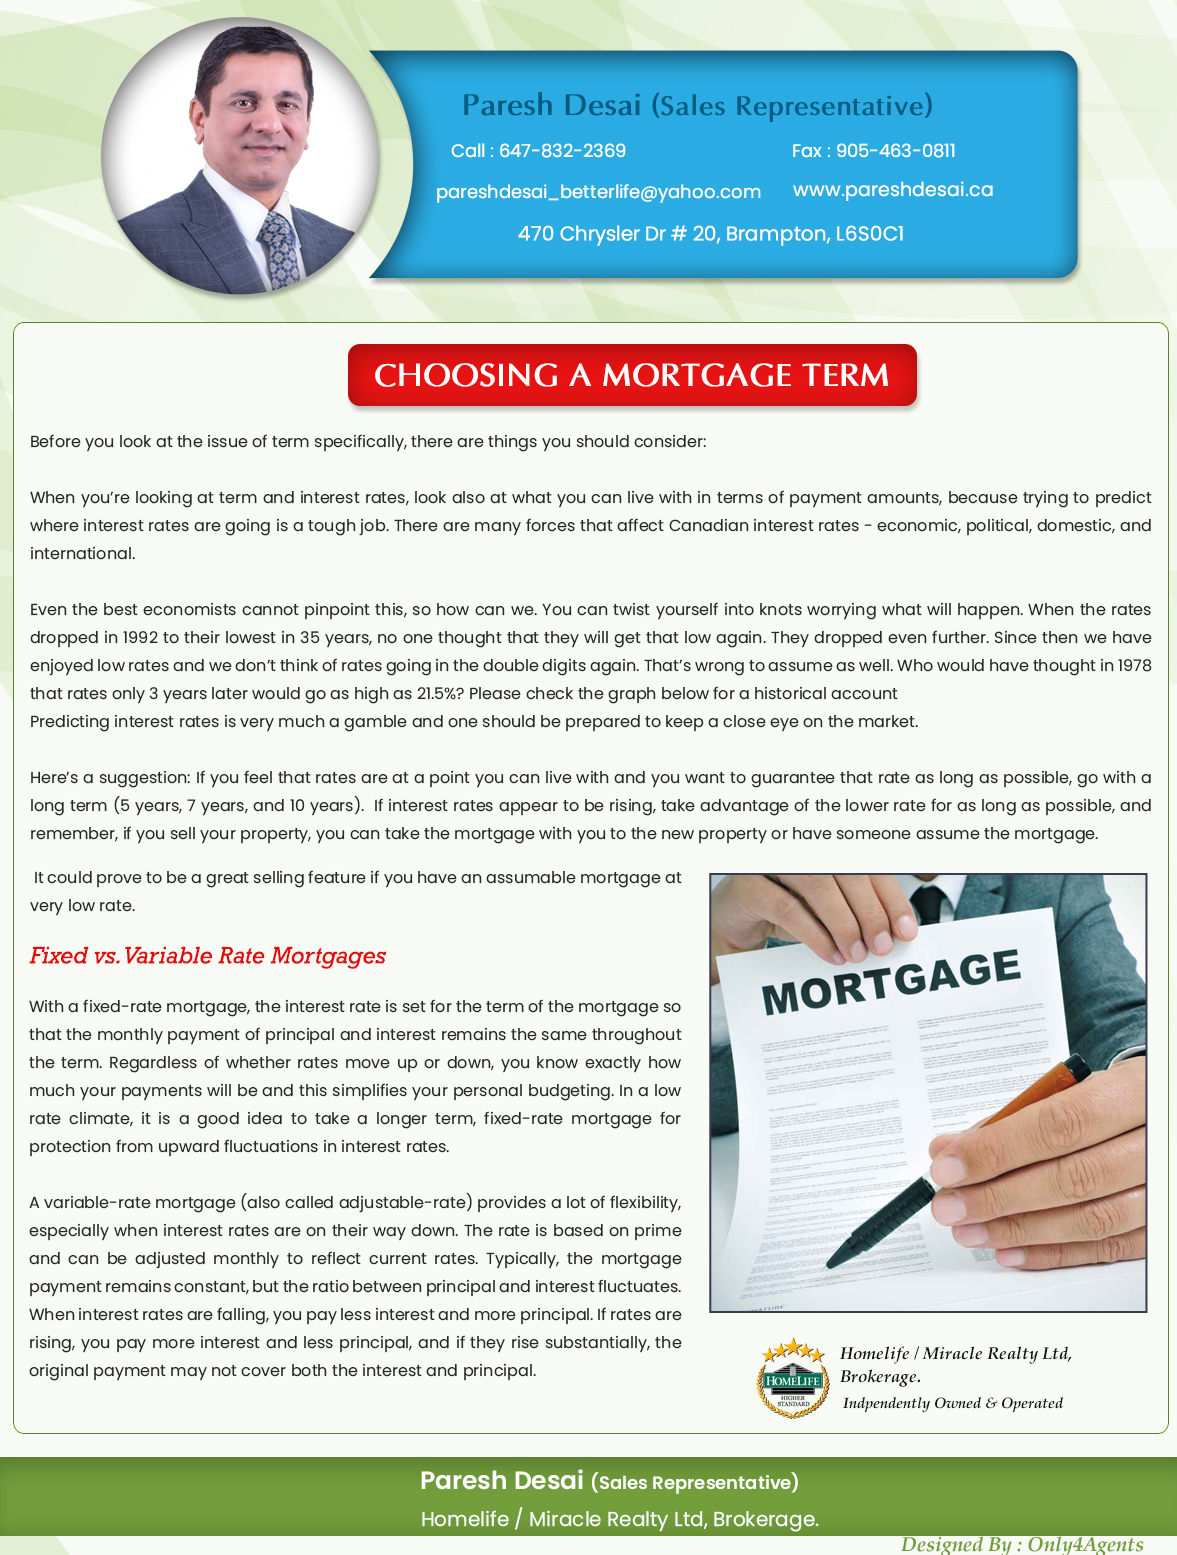 Paresh Desai (Sales Representative)
Call : 647-832-2369
Fax : 905-463-0811
pareshdesai_betterlife@yahoo.com
www.pareshdesai.ca
470 Chrysler Dr # 20, Brampton, L6S0C1
CHOOSING A MORTGAGE TERM
Before you look at the issue of term specifically, there are things you should consider:
When you’re looking at term and interest rates, look also at what you can live with in terms of payment amounts, because trying to predict
where interest rates are going is a tough job. There are many forces that affect Canadian interest rates - economic, political, domestic, and
international.
Even the best economists cannot pinpoint this, so how can we. You can twist yourself into knots worrying what will happen. When the rates
dropped in 1992 to their lowest in 35 years, no one thought that they will get that low again. They dropped even further. Since then we have
enjoyed low rates and we don’t think of rates going in the double digits again. That’s wrong to assume as well. Who would have thought in 1978
that rates only 3 years later would go as high as 21.5%? Please check the graph below for a historical account
Predicting interest rates is very much a gamble and one should be prepared to keep a close eye on the market.
Here’s a suggestion: If you feel that rates are at a point you can live with and you want to guarantee that rate as long as possible, go with a
long term (5 years, 7 years, and 10 years). If interest rates appear to be rising, take advantage of the lower rate for as long as possible, and
remember, if you sell your property, you can take the mortgage with you to the new property or have someone assume the mortgage.
It could prove to be a great selling feature if you have an assumable mortgage at
very low rate.
Fixed vs. Variable Rate Mortgages
With a fixed-rate mortgage, the interest rate is set for the term of the mortgage so
that the monthly payment of principal and interest remains the same throughout
the term. Regardless of whether rates move up or down, you know exactly how
much your payments will be and this simplifies your personal budgeting. In a low
rate climate, it is a good idea to take a longer term, fixed-rate mortgage for
protection from upward fluctuations in interest rates.
A variable-rate mortgage (also called adjustable-rate) provides a lot of flexibility,
especially when interest rates are on their way down. The rate is based on prime
and can be adjusted monthly to reflect current rates. Typically, the mortgage
payment remains constant, but the ratio between principal and interest fluctuates.
When interest rates are falling, you pay less interest and more principal. If rates are
rising, you pay more interest and less principal, and if they rise substantially, the
original payment may not cover both the interest and principal.
MORTGAGE
HOMELIFE
HIGHER
STANDARD
Homelife / Miracle Realty Ltd,
Brokerage.
Indpendently Owned & Operated
Paresh Desai (Sales Representative)
Homelife / Miracle Realty Ltd, Brokerage.
Designed By : Only4Agents